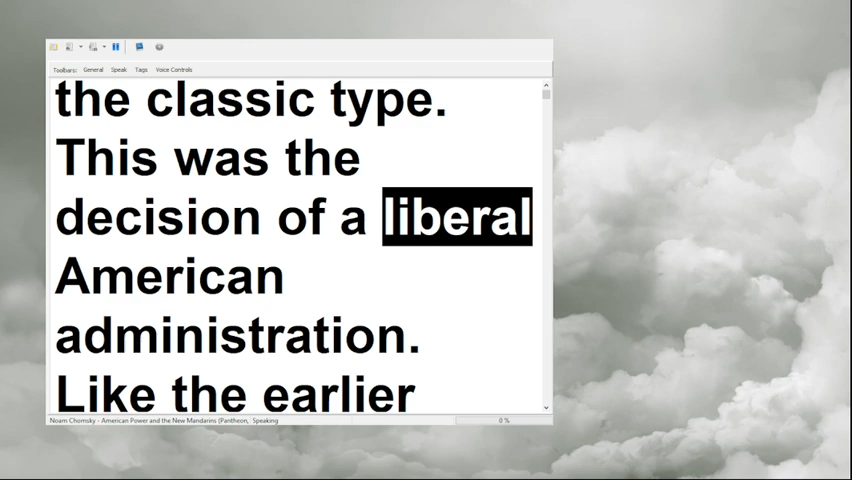 Toolbars: General Speak Tags Voice Controls
the classic type.
This was the
decision of a liberal
American
administration.
Like the earlier
Noam Chomsky - American Power and the New Mandarins (Pantheon, Speaking 0 %